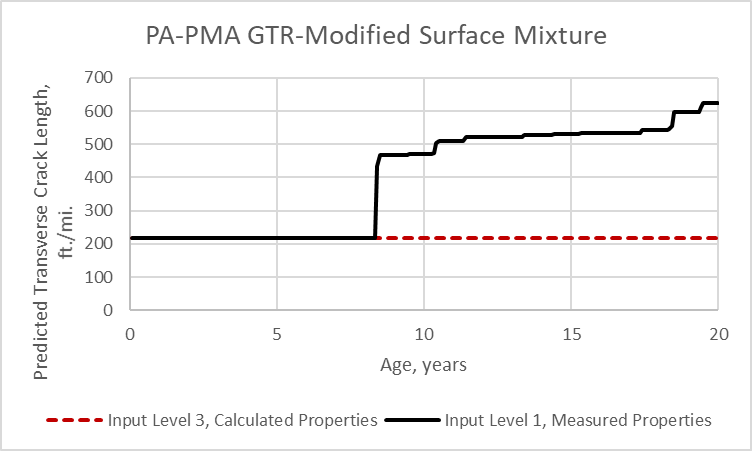 PA-PMA GTR-Modified Surface Mixture
Predicted Transverse Crack Length,
ft./mi.
700
600
500
400
300
200
100
0
0 5 10 15 20
Age, years
Input Level 3, Calculated Properties Input Level 1, Measured Properties